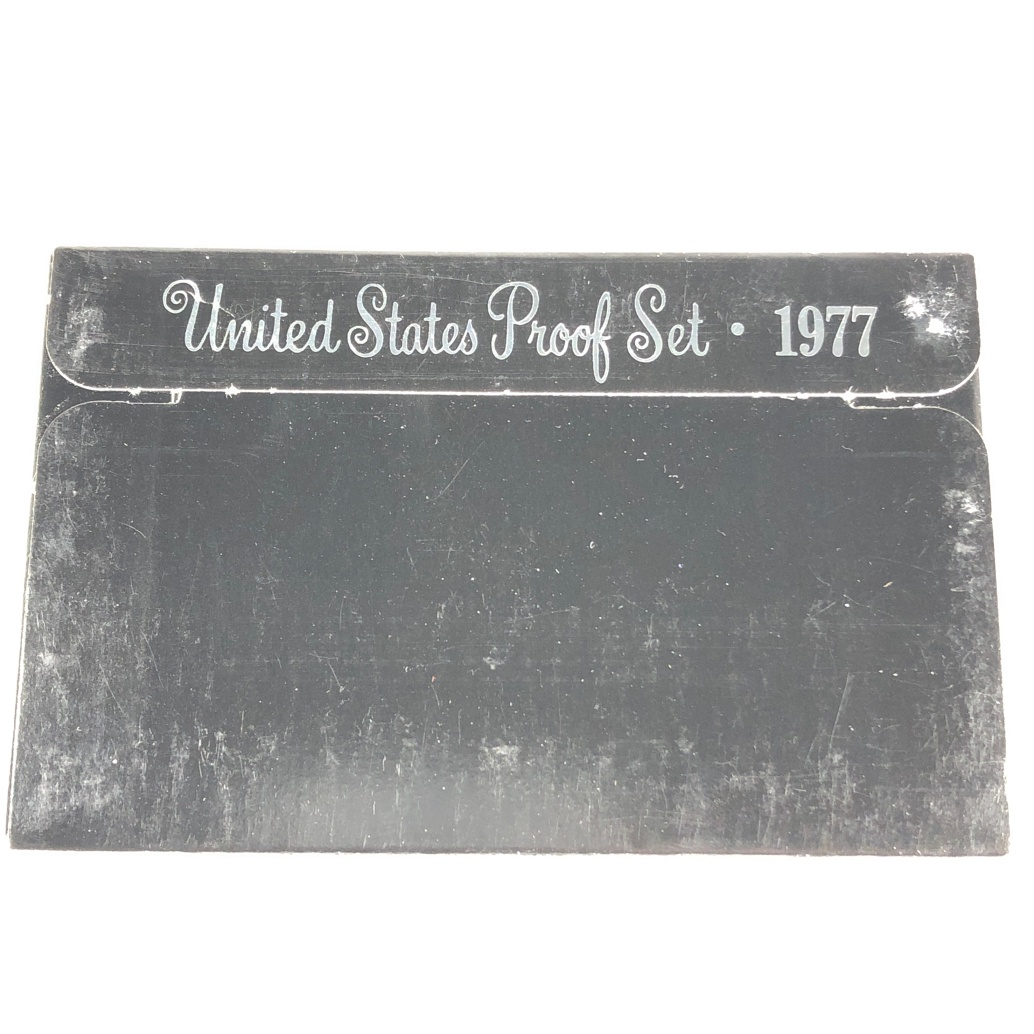 United States Proof Set • 1977